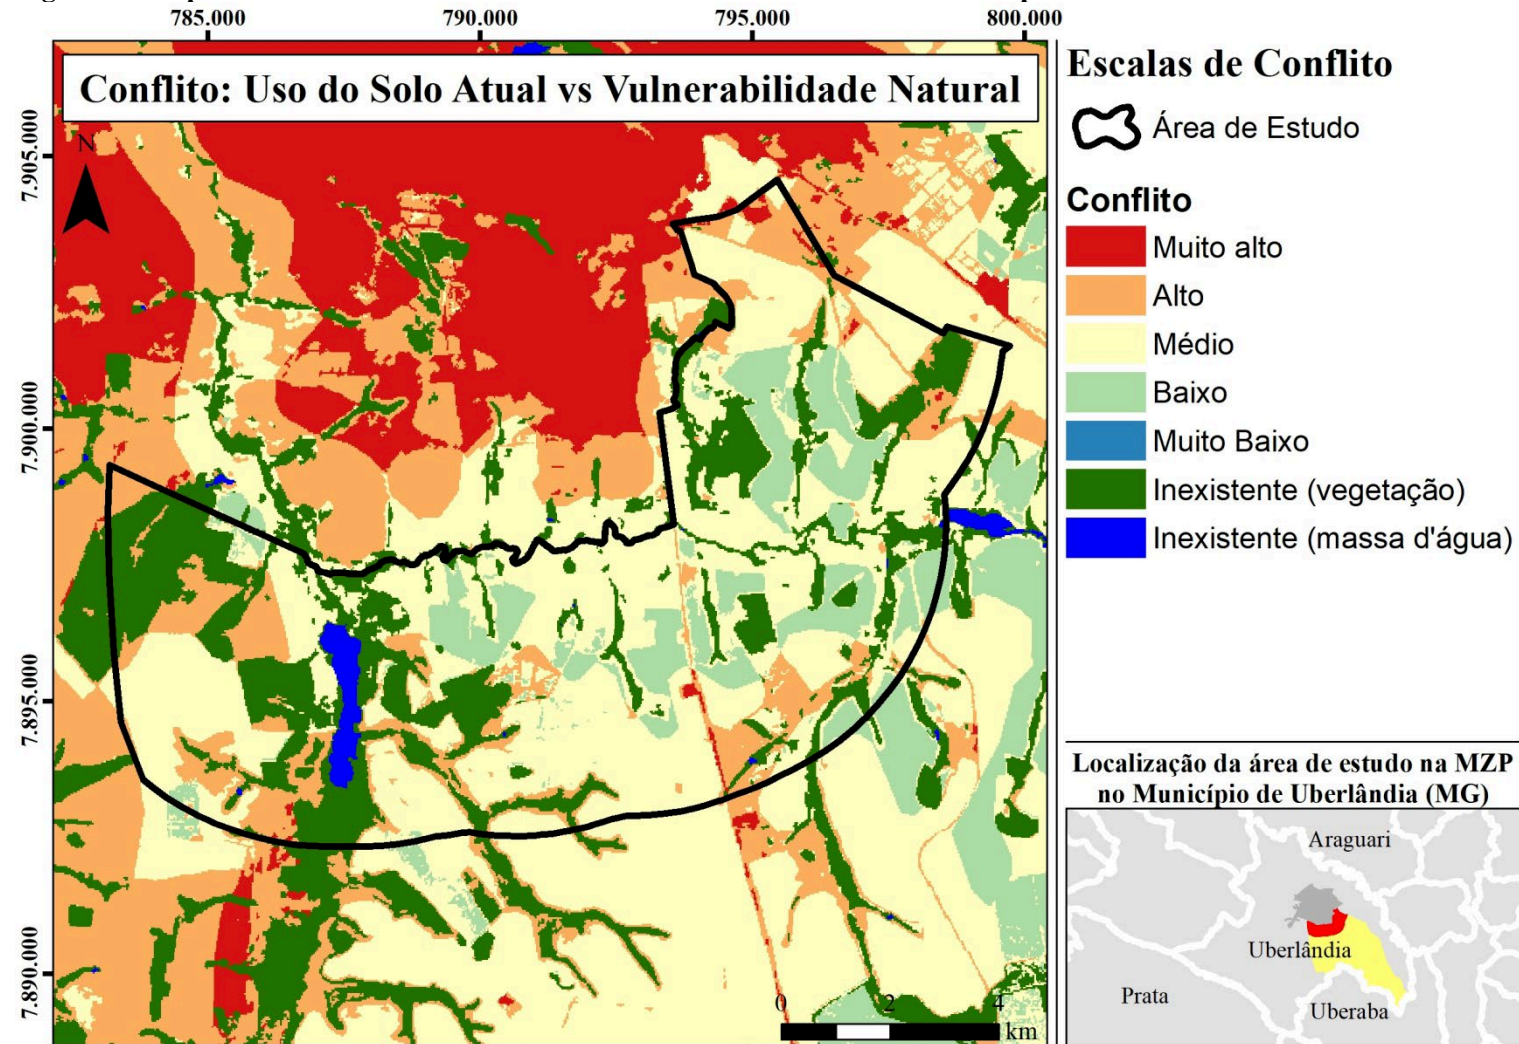 785.000 790.000 795.000 800.000
Conflito: Uso do Solo Atual vs Vulnerabilidade Natural
N
7.905.000
7.900.000
7.895.000
7.890.000
0 2 4
km
Escalas de Conflito
Área de Estudo
Conflito
Muito alto
Alto
Médio
Baixo
Muito Baixo
Inexistente (vegetação)
Inexistente (massa d'água)
Localização da área de estudo na MZP
no Município de Uberlândia (MG)
Araguari
Uberlândia
Prata
Uberaba